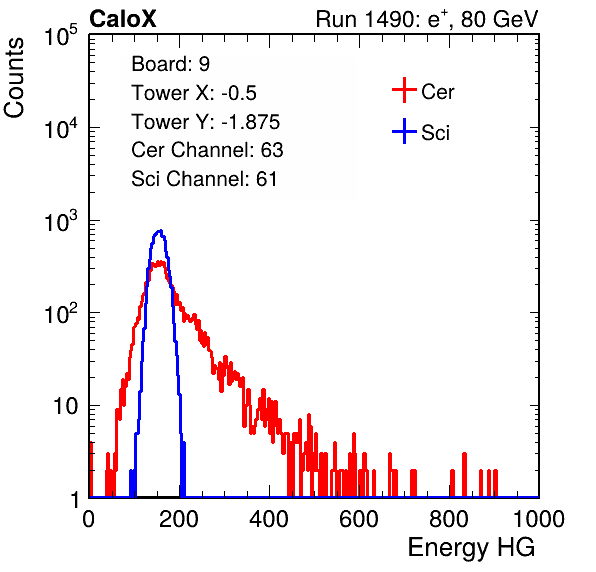 CaloX Run 1490: e⁺, 80 GeV
Counts
10⁵
10⁴
10³
10²
10
1
Board: 9
Tower X: -0.5
Tower Y: -1.875
Cer Channel: 63
Sci Channel: 61
Cer
Sci
0 200 400 600 800 1000
Energy HG